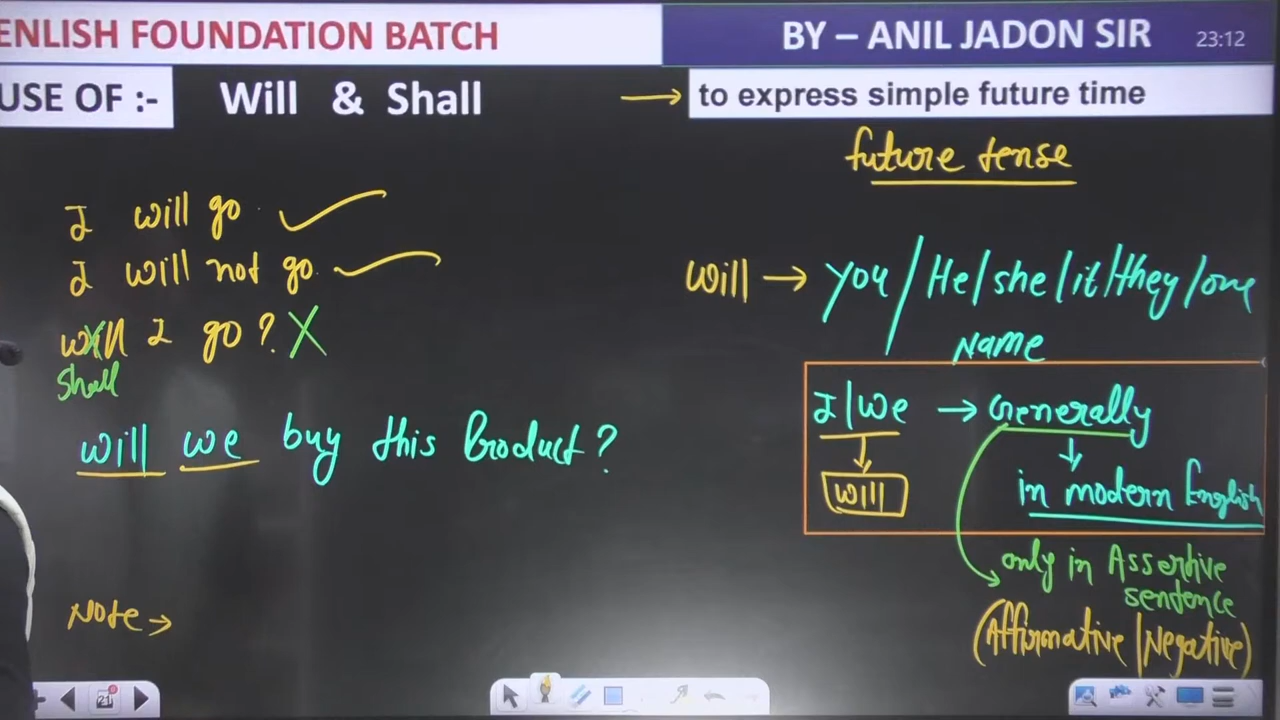 ENLISH FOUNDATION BATCH
BY – ANIL JADON SIR 23:12
USE OF :- Will & Shall → to express simple future time
future tense
I will go.
I will not go.
will I go? X
Shall
will we buy this Product?
Note →
will → you / He / she / it / they / one
Name
I / we → Generally
will
in modern English
only in Assertive
sentence
(Affirmative / Negative)
21